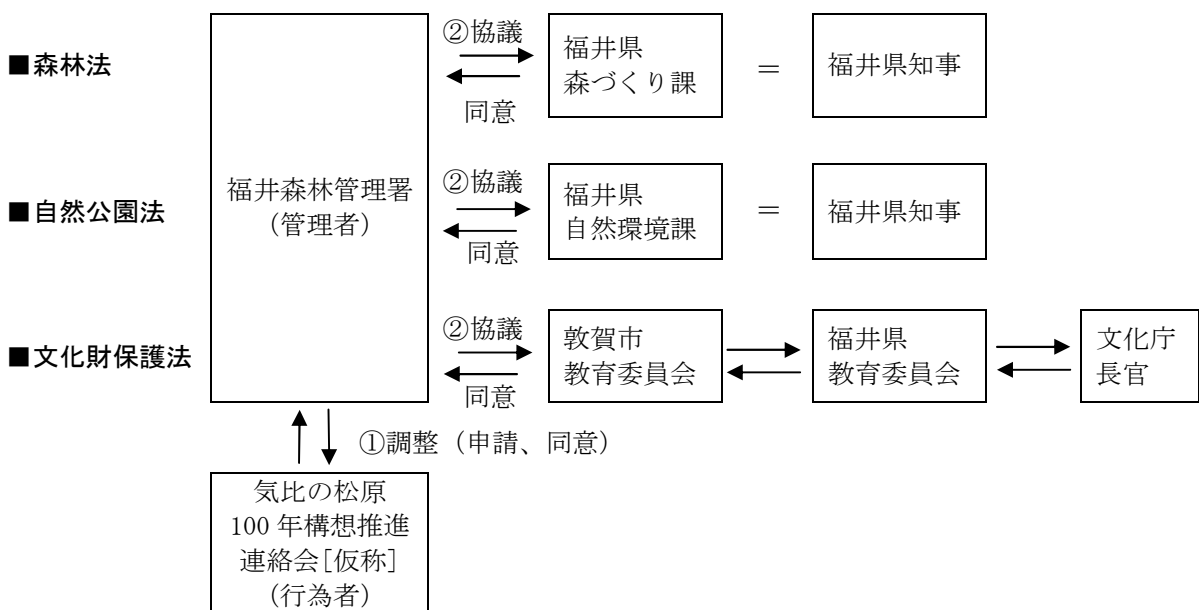 ■森林法
福井森林管理署
(管理者)
②協議
同意
福井県
森づくり課
＝
福井県知事
■自然公園法
②協議
同意
福井県
自然環境課
＝
福井県知事
■文化財保護法
②協議
同意
敦賀市
教育委員会
福井県
教育委員会
文化庁
長官
①調整（申請、同意）
気比の松原
100年構想推進
連絡会[仮称]
(行為者)